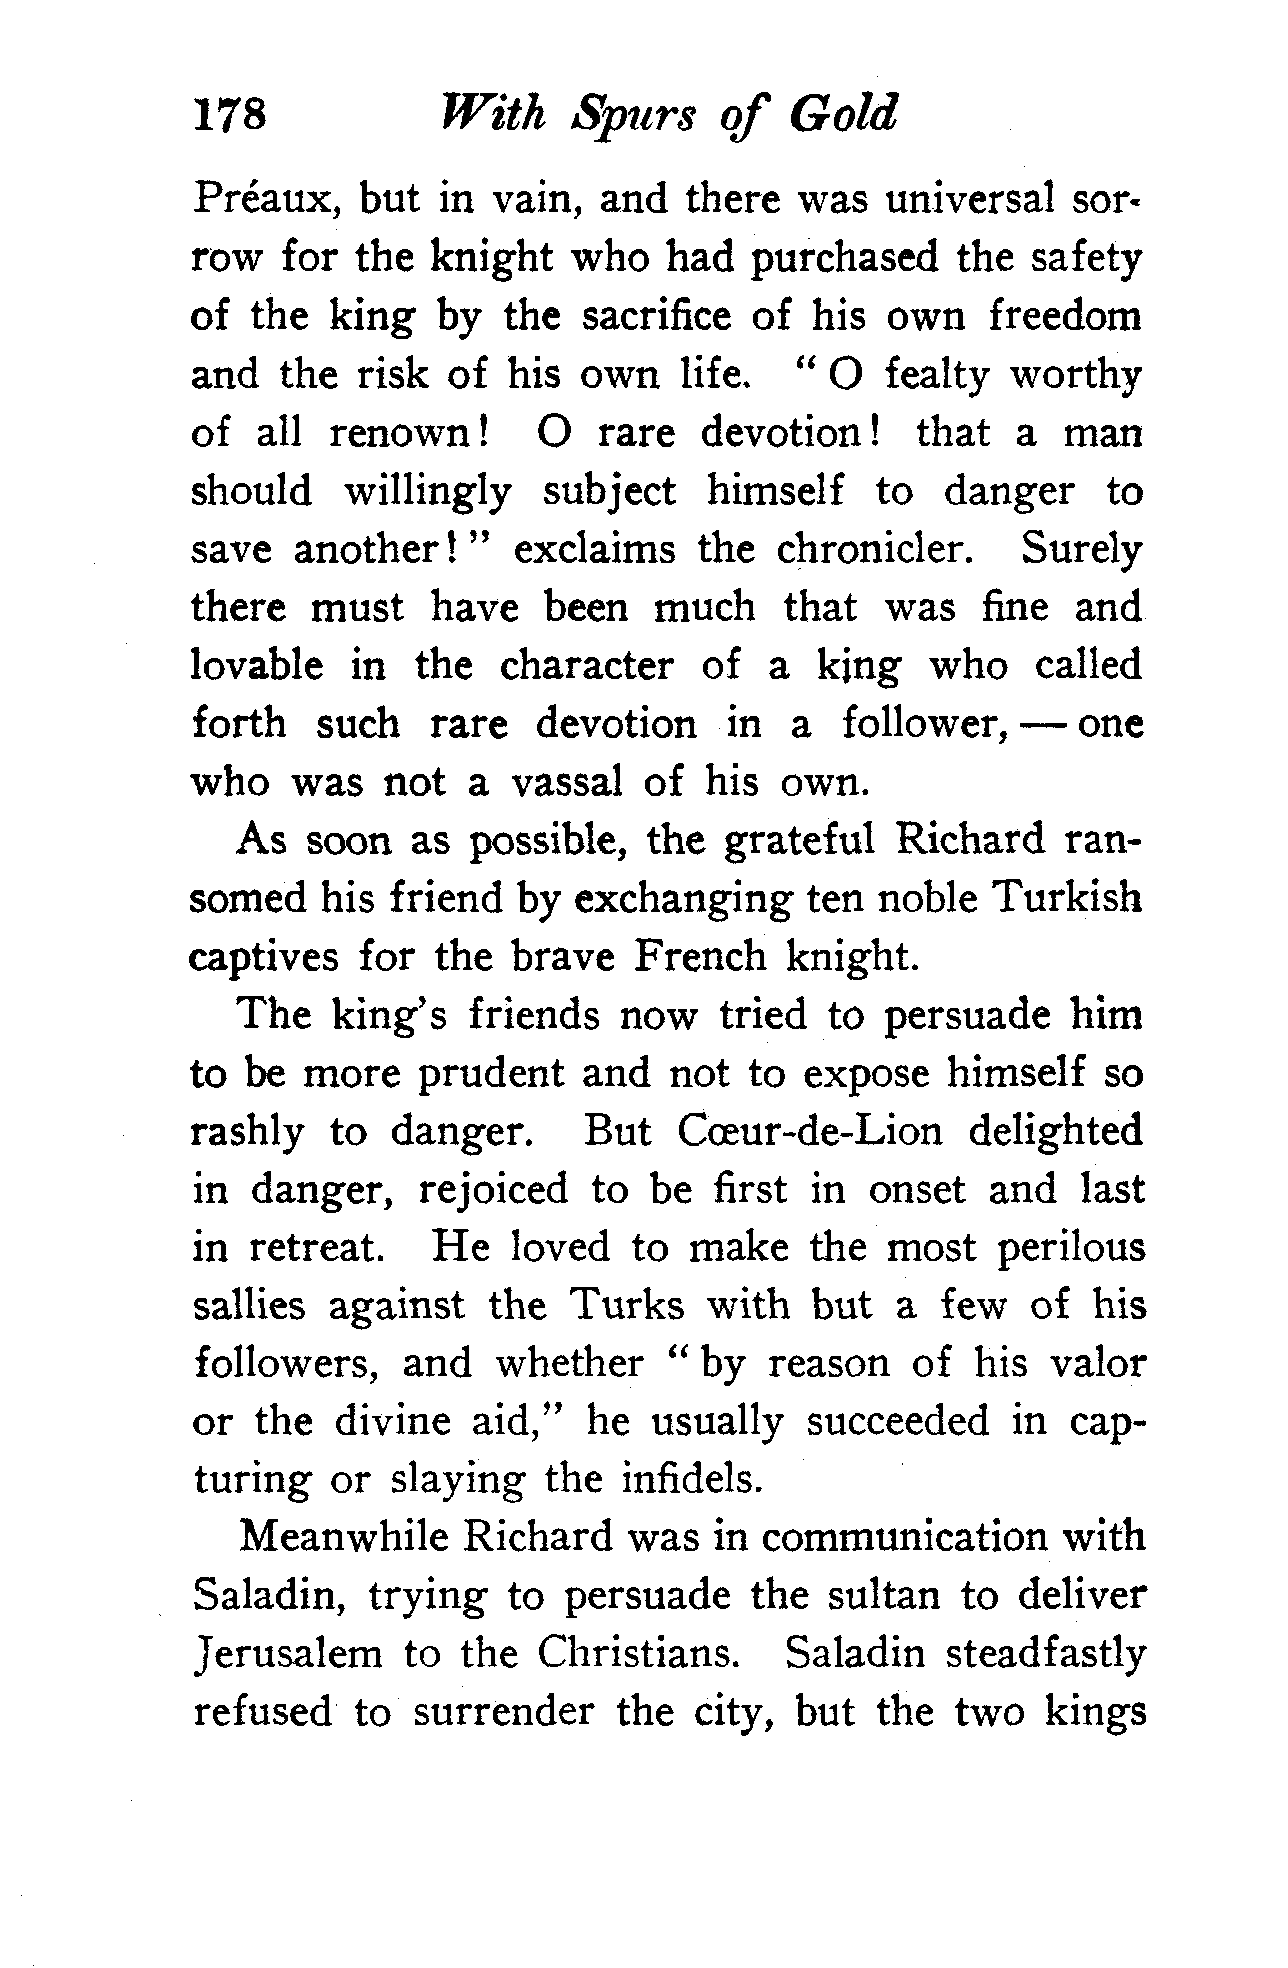 178 With Spurs of Gold
Préaux, but in vain, and there was universal sor-
row for the knight who had purchased the safety
of the king by the sacrifice of his own freedom
and the risk of his own life. " O fealty worthy
of all renown! O rare devotion! that a man
should willingly subject himself to danger to
save another! " exclaims the chronicler. Surely
there must have been much that was fine and
lovable in the character of a king who called
forth such rare devotion in a follower, — one
who was not a vassal of his own.
As soon as possible, the grateful Richard ran-
somed his friend by exchanging ten noble Turkish
captives for the brave French knight.
The king's friends now tried to persuade him
to be more prudent and not to expose himself so
rashly to danger. But Cœur-de-Lion delighted
in danger, rejoiced to be first in onset and last
in retreat. He loved to make the most perilous
sallies against the Turks with but a few of his
followers, and whether " by reason of his valor
or the divine aid," he usually succeeded in cap-
turing or slaying the infidels.
Meanwhile Richard was in communication with
Saladin, trying to persuade the sultan to deliver
Jerusalem to the Christians. Saladin steadfastly
refused to surrender the city, but the two kings